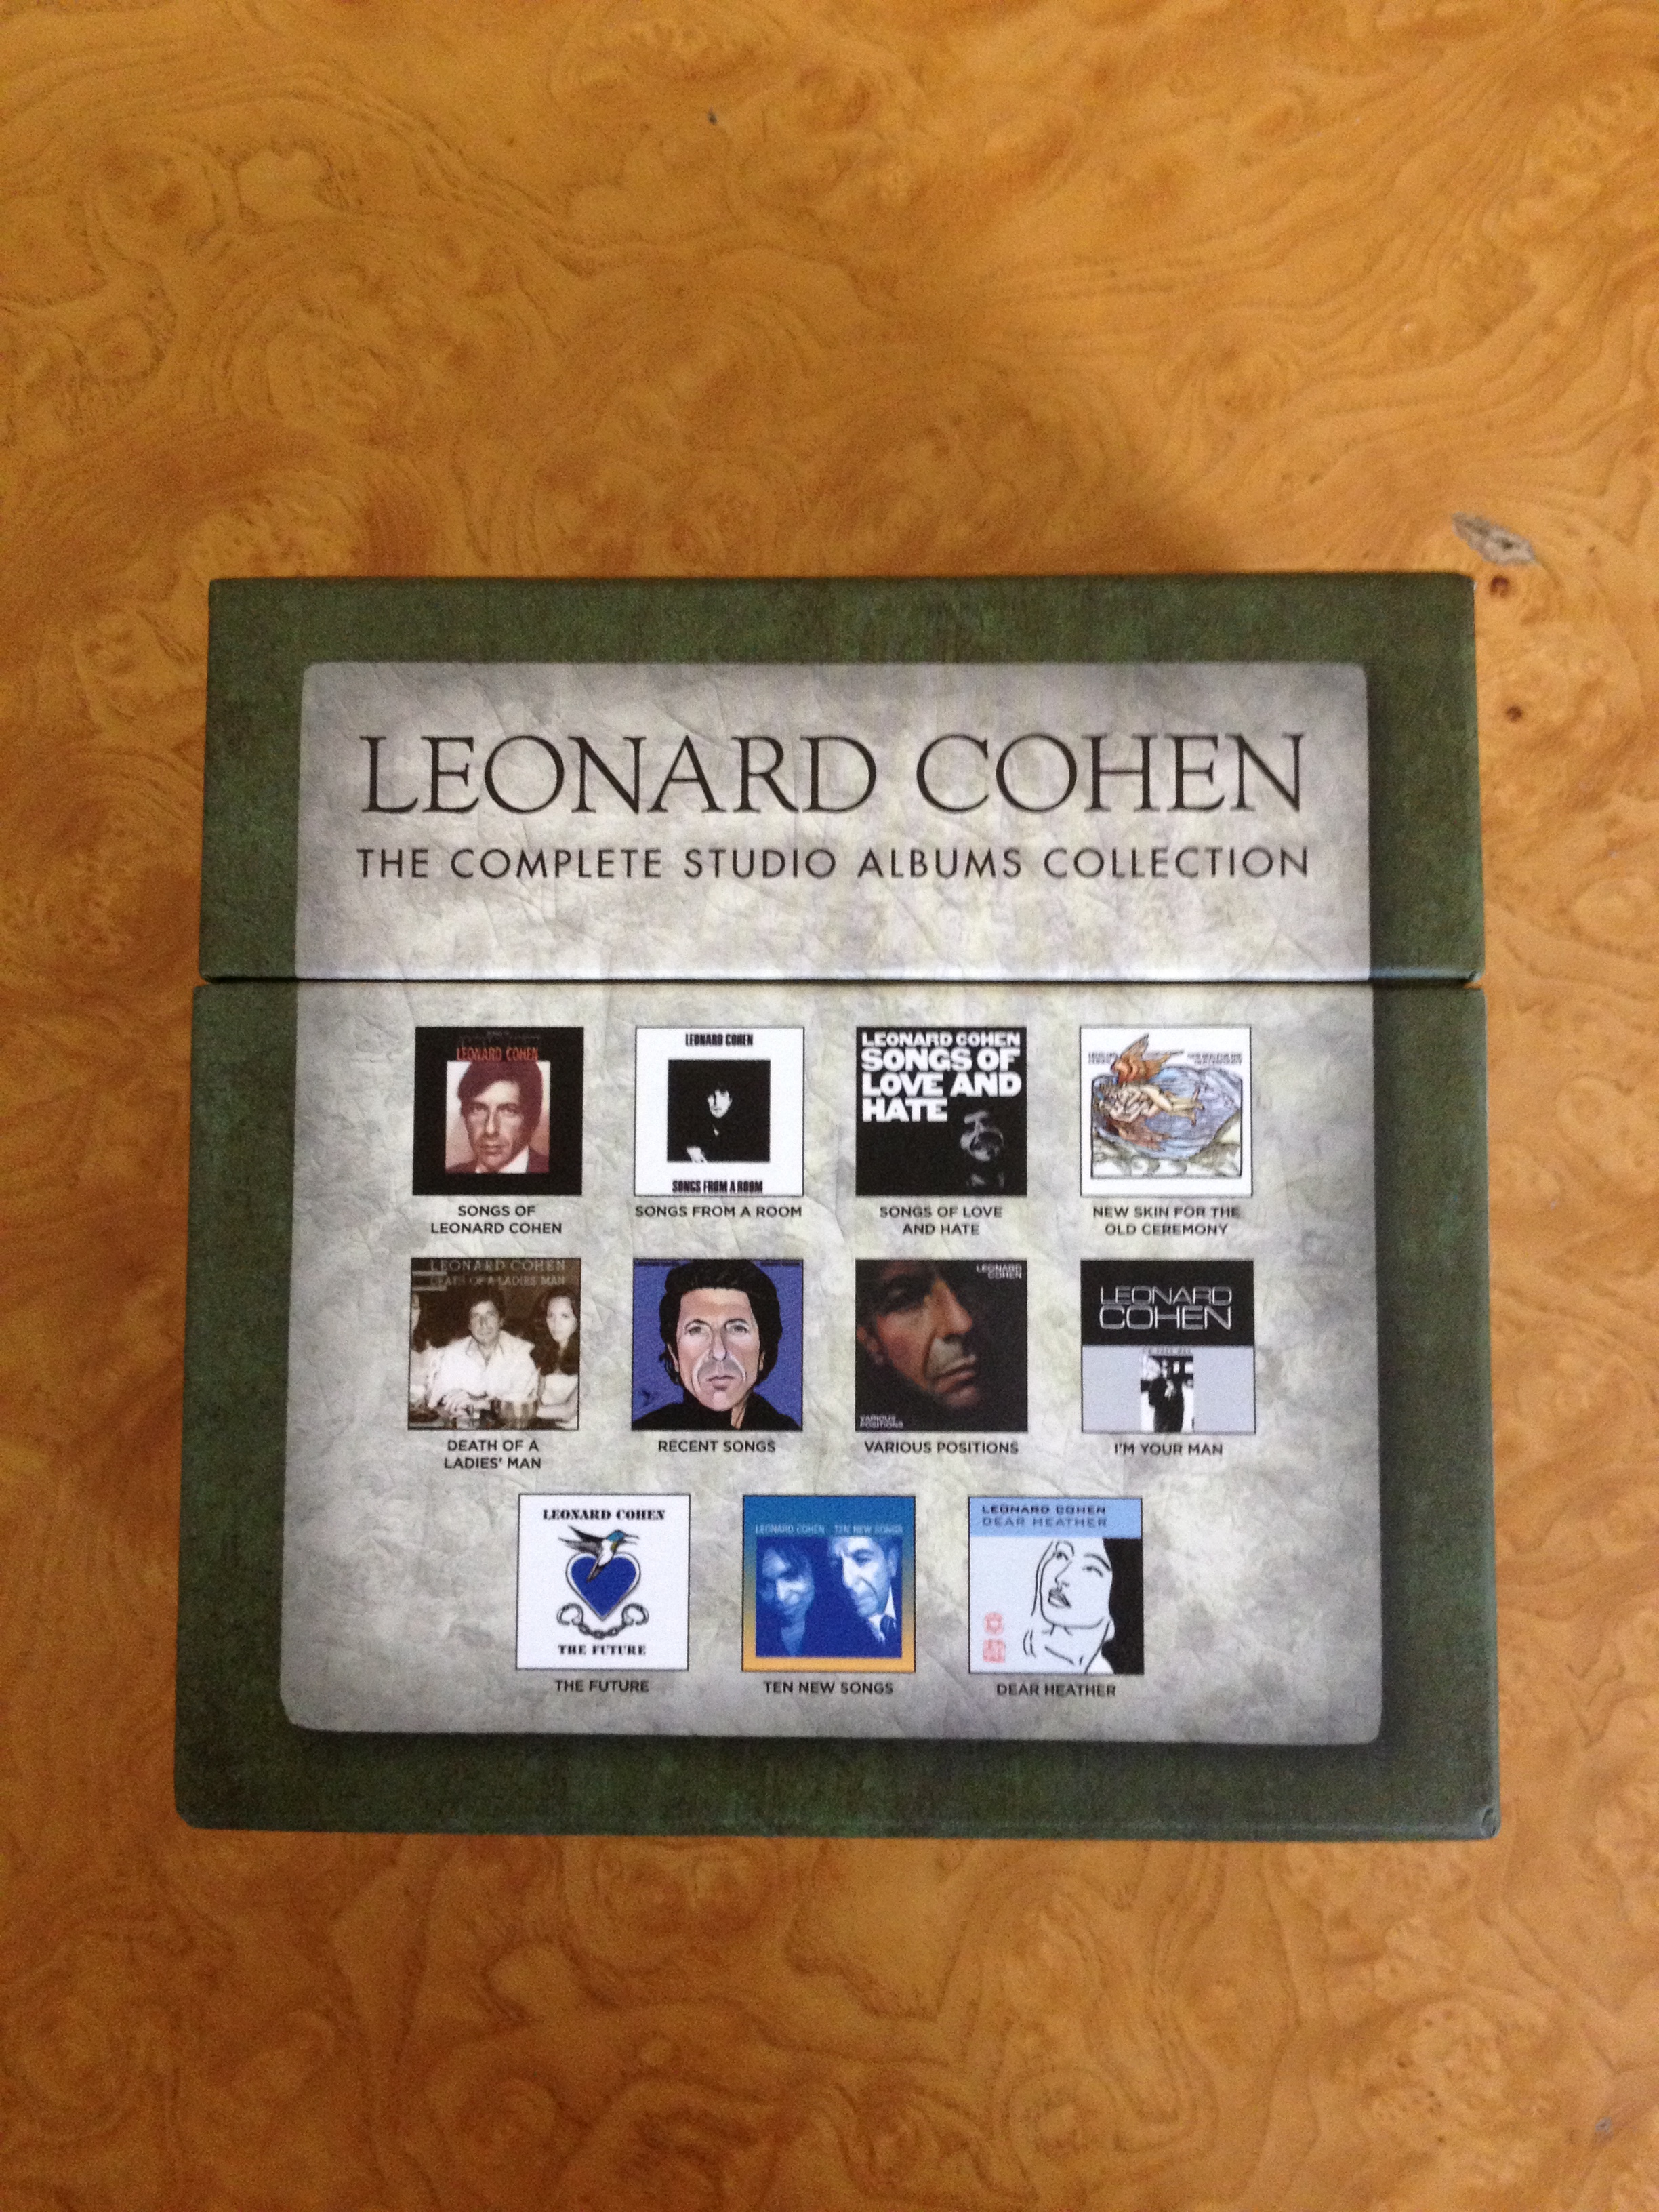 LEONARD COHEN
THE COMPLETE STUDIO ALBUMS COLLECTION
LEONARD COHEN
SONGS OF
LEONARD COHEN
LEONARD COHEN
SONGS FROM A ROOM
SONGS FROM A ROOM
LEONARD COHEN
SONGS OF
LOVE AND
HATE
SONGS OF LOVE
AND HATE
NEW SKIN FOR THE
OLD CEREMONY
LEONARD COHEN
DEATH OF A LADIES' MAN
DEATH OF A
LADIES' MAN
RECENT SONGS
LEONARD
COHEN
VARIOUS
POSITIONS
VARIOUS POSITIONS
LEONARD
COHEN
I'M YOUR MAN
LEONARD COHEN
THE FUTURE
THE FUTURE
LEONARD COHEN TEN NEW SONGS
TEN NEW SONGS
LEONARD COHEN
DEAR HEATHER
DEAR HEATHER